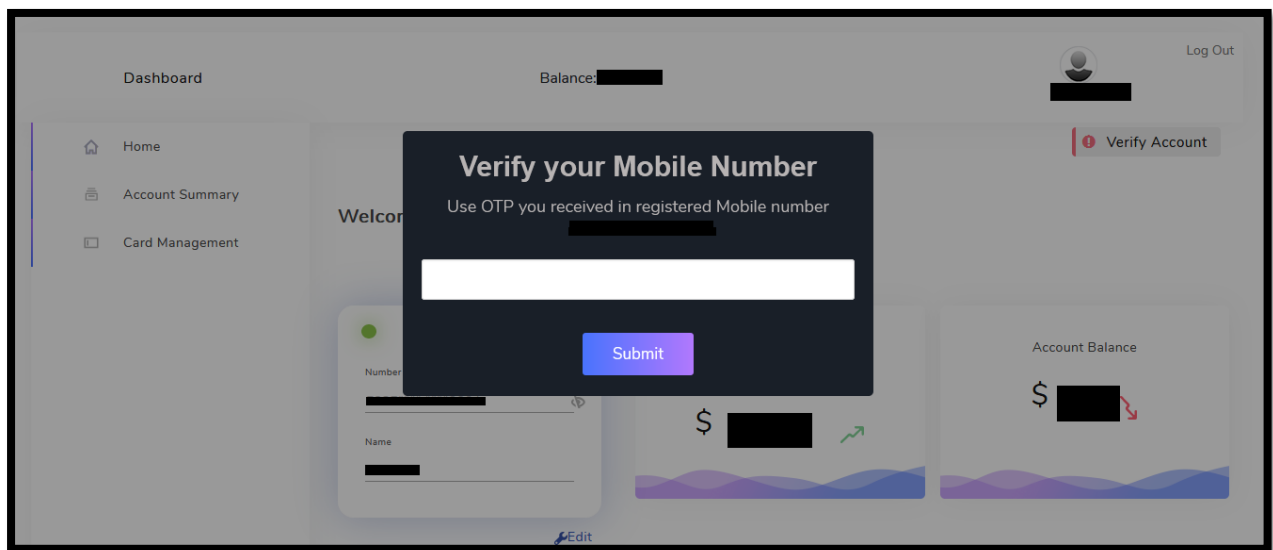 Log Out
Dashboard
Balance:
Home
Verify Account
Verify your Mobile Number
Account Summary
Use OTP you received in registered Mobile number
Welcor
Card Management
Submit
Account Balance
Number
$
$
Name
Edit